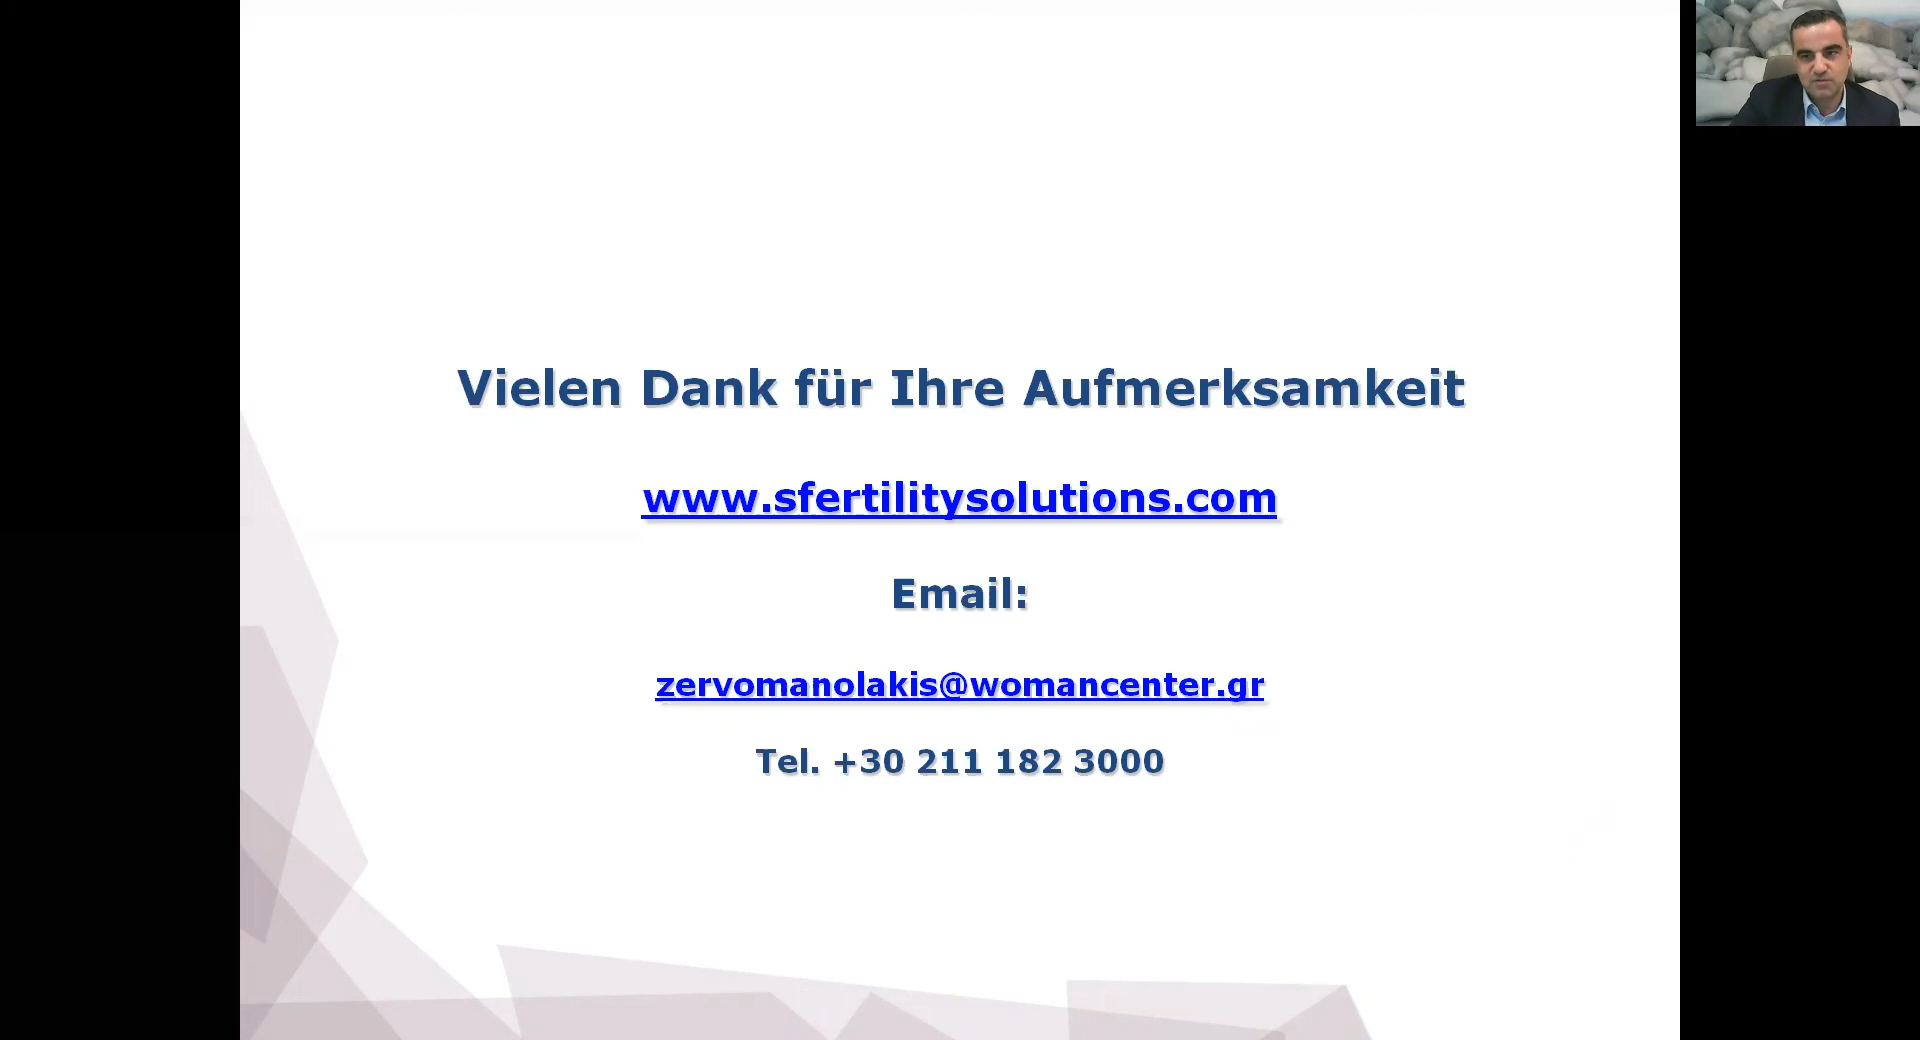 Vielen Dank für Ihre Aufmerksamkeit
www.sfertilitysolutions.com
Email:
zervomanolakis@womancenter.gr
Tel. +30 211 182 3000